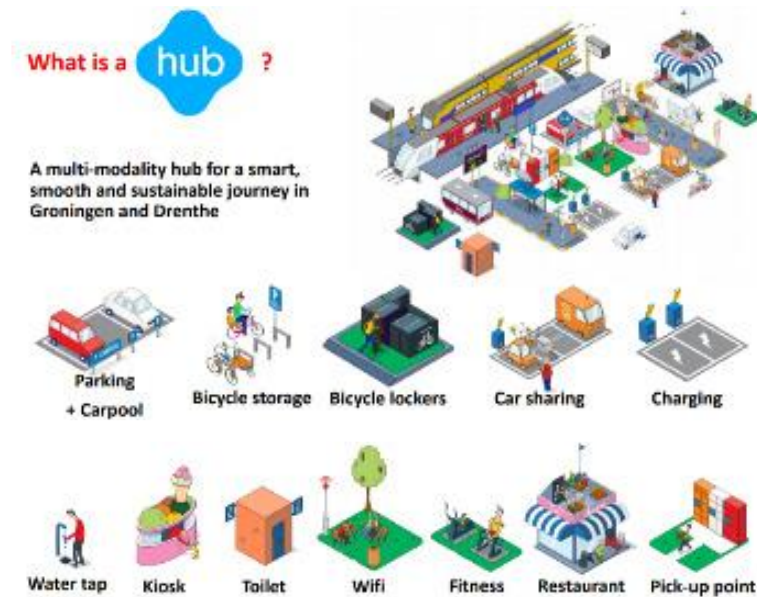 What is a hub ?
A multi-modality hub for a smart,
smooth and sustainable journey in
Groningen and Drenthe
Parking
+ Carpool
Bicycle storage
Bicycle lockers
Car sharing
Charging
Water tap
Kiosk
Toilet
Wifi
Fitness
Restaurant
Pick-up point